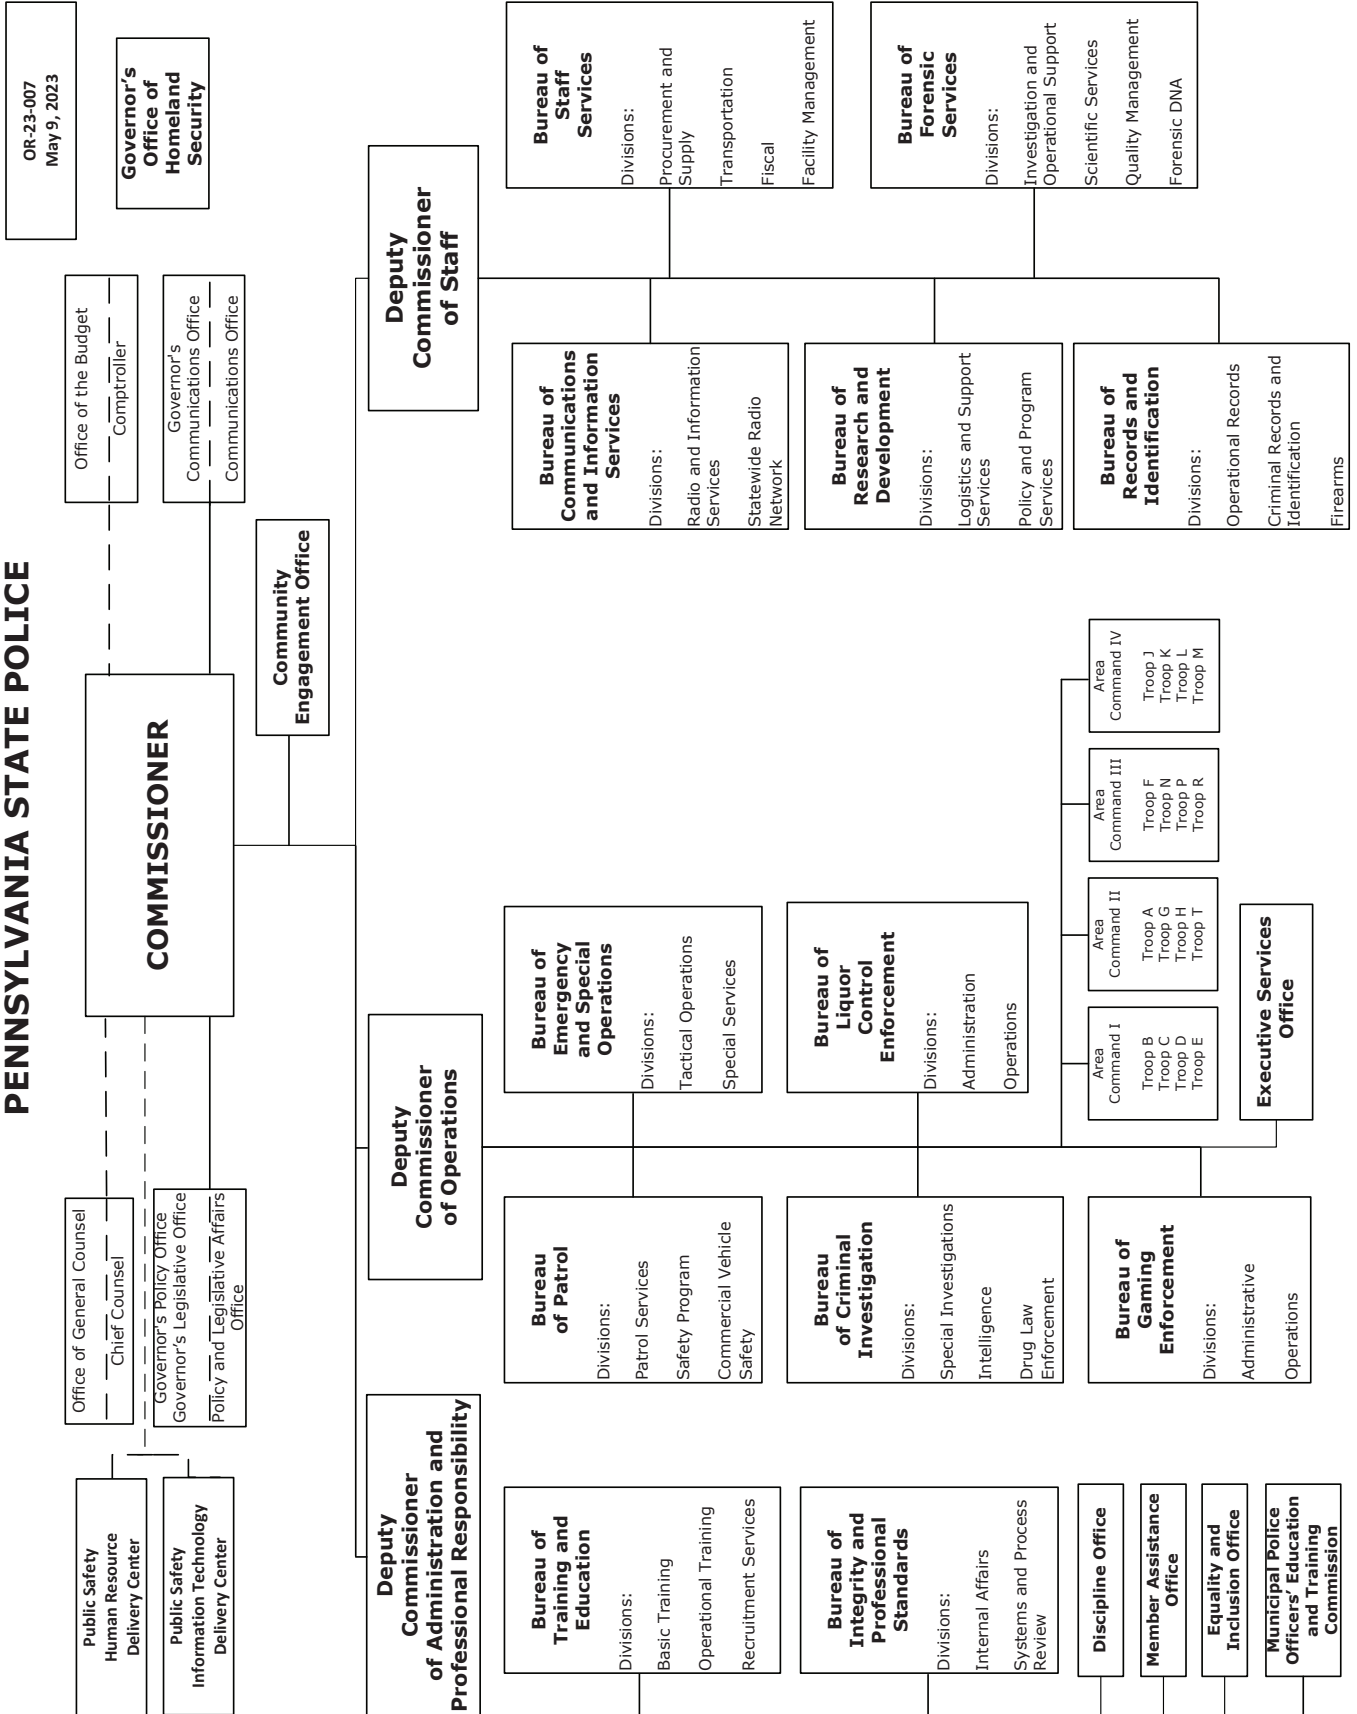 PENNSYLVANIA STATE POLICE
OR-23-007
May 9, 2023
Governor's
Office of
Homeland
Security
Public Safety
Human Resource
Delivery Center
Public Safety
Information Technology
Delivery Center
Office of General Counsel
Chief Counsel
Governor's Policy Office
Governor's Legislative Office
Policy and Legislative Affairs
Office
COMMISSIONER
Office of the Budget
Comptroller
Governor's
Communications Office
Communications Office
Community
Engagement Office
Deputy
Commissioner
of Administration and
Professional Responsibility
Bureau of
Training and
Education
Divisions:
Basic Training
Operational Training
Recruitment Services
Bureau of
Integrity and
Professional
Standards
Divisions:
Internal Affairs
Systems and Process
Review
Discipline Office
Member Assistance
Office
Equality and
Inclusion Office
Municipal Police
Officers' Education
and Training
Commission
Deputy
Commissioner
of Operations
Bureau
of Patrol
Divisions:
Patrol Services
Safety Program
Commercial Vehicle
Safety
Bureau of
Emergency
and Special
Operations
Divisions:
Tactical Operations
Special Services
Bureau
of Criminal
Investigation
Divisions:
Special Investigations
Intelligence
Drug Law
Enforcement
Bureau of
Liquor
Control
Enforcement
Divisions:
Administration
Operations
Bureau of
Gaming
Enforcement
Divisions:
Administrative
Operations
Area
Command I
Troop B
Troop C
Troop D
Troop E
Area
Command II
Troop A
Troop G
Troop H
Troop T
Area
Command III
Troop F
Troop N
Troop P
Troop R
Area
Command IV
Troop J
Troop K
Troop L
Troop M
Executive Services
Office
Deputy
Commissioner
of Staff
Bureau of
Communications
and Information
Services
Divisions:
Radio and Information
Services
Statewide Radio
Network
Bureau of
Staff
Services
Divisions:
Procurement and
Supply
Transportation
Fiscal
Facility Management
Bureau of
Research and
Development
Divisions:
Logistics and Support
Services
Policy and Program
Services
Bureau of
Forensic
Services
Divisions:
Investigation and
Operational Support
Scientific Services
Quality Management
Forensic DNA
Bureau of
Records and
Identification
Divisions:
Operational Records
Criminal Records and
Identification
Firearms